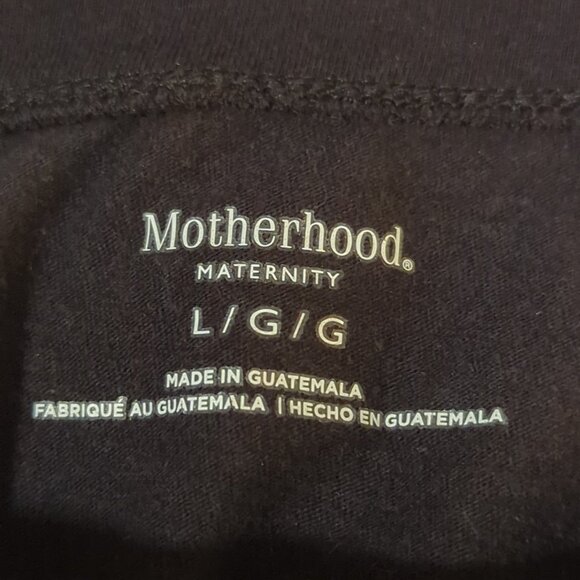 Motherhood®
MATERNITY
L / G / G
MADE IN GUATEMALA
FABRIQUÉ AU GUATEMALA | HECHO EN GUATEMALA